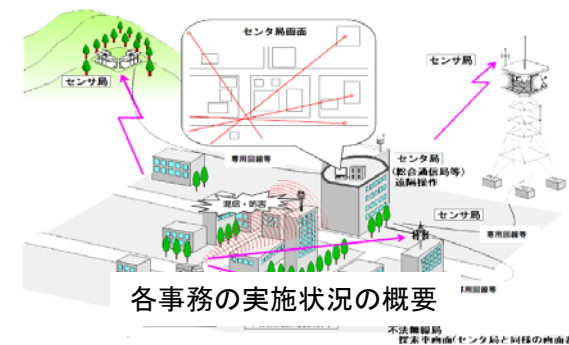 センタ局画面
センサ局
センサ局
専用回線等
センタ局
(総合通信局等)
遠隔操作
混信・妨害
センサ局
専用回線等
各事務の実施状況の概要
用回線等
不法無線局
探索車画面(センタ局と同様の画面